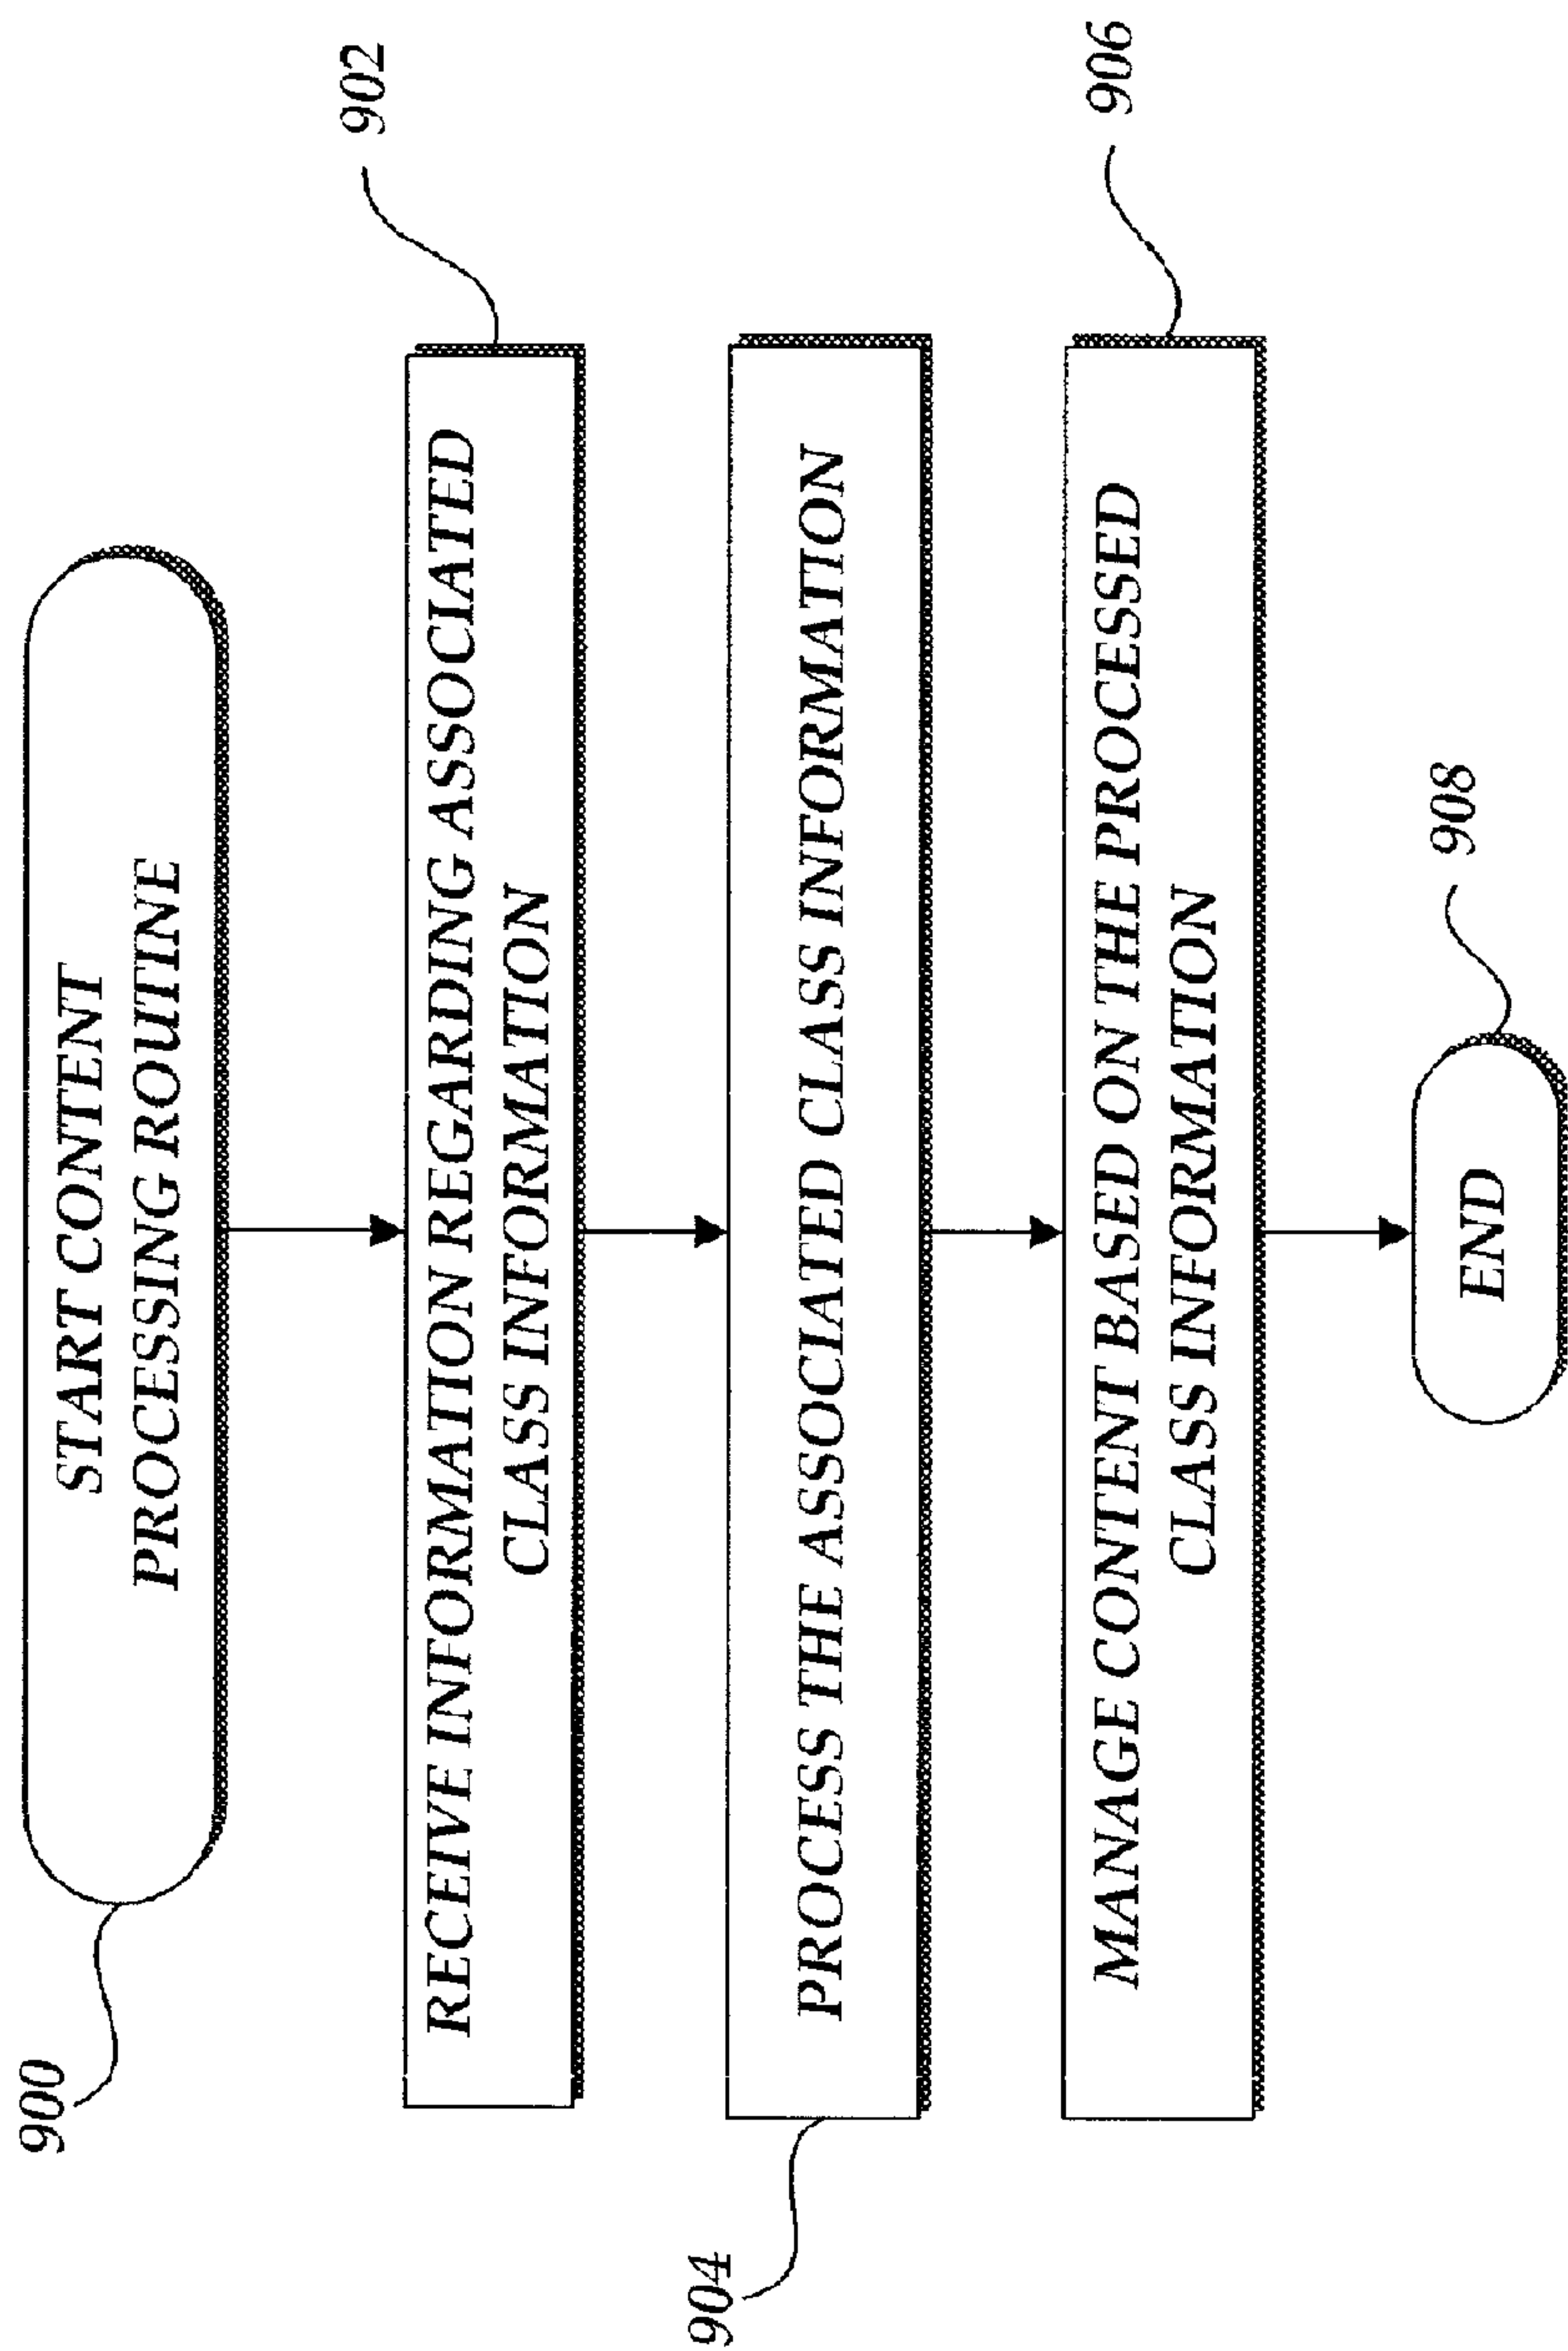 900
START CONTENT
PROCESSING ROUTINE
902
RECEIVE INFORMATION REGARDING ASSOCIATED
CLASS INFORMATION
904
PROCESS THE ASSOCIATED CLASS INFORMATION
906
MANAGE CONTENT BASED ON THE PROCESSED
CLASS INFORMATION
908
END